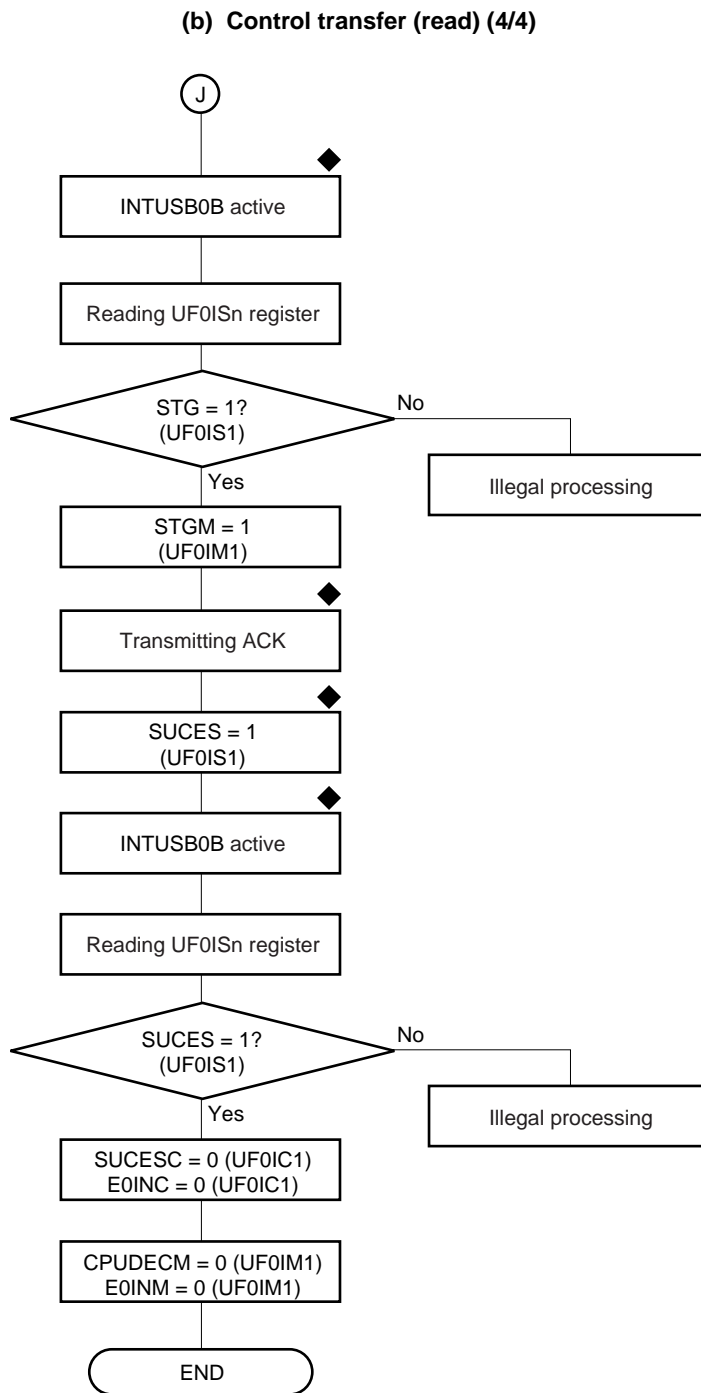 (b) Control transfer (read) (4/4)
J
INTUSB0B active
Reading UF0ISn register
STG = 1?
(UF0IS1)
No
Illegal processing
Yes
STGM = 1
(UF0IM1)
Transmitting ACK
SUCES = 1
(UF0IS1)
INTUSB0B active
Reading UF0ISn register
SUCES = 1?
(UF0IS1)
No
Illegal processing
Yes
SUCESC = 0 (UF0IC1)
E0INC = 0 (UF0IC1)
CPUDECM = 0 (UF0IM1)
E0INM = 0 (UF0IM1)
END